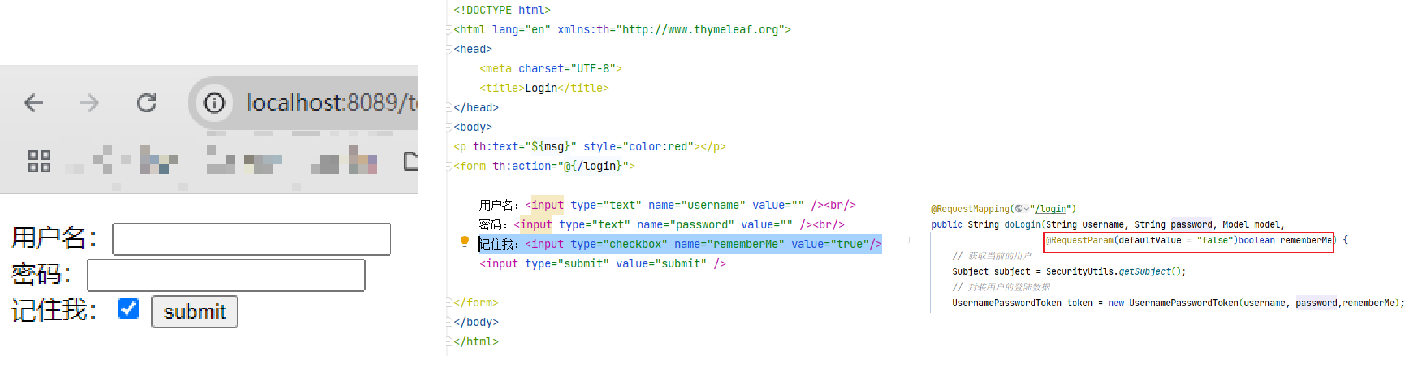 localhost:8089/t
用户名：
密码：
记住我： submit
<!DOCTYPE html>
<html lang="en" xmlns:th="http://www.thymeleaf.org">
<head>
<meta charset="UTF-8">
<title>Login</title>
</head>
<body>
<p th:text="${msg}" style="color:red"></p>
<form th:action="@{/login}">
用户名：<input type="text" name="username" value="" /><br/>
密码：<input type="text" name="password" value="" /><br/>
记住我：<input type="checkbox" name="rememberMe" value="true"/>
<input type="submit" value="submit" />
</form>
</body>
</html>
@RequestMapping("/login")
public String doLogin(String username, String password, Model model,
@RequestParam(defaultValue = "false")boolean rememberMe) {
// 获取当前的用户
Subject subject = SecurityUtils.getSubject();
// 封装用户的登陆数据
UsernamePasswordToken token = new UsernamePasswordToken(username, password,rememberMe);